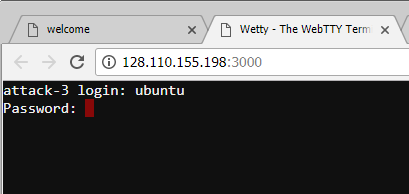 welcome
Wetty - The WebTTY Term
128.110.155.198:3000
attack-3 login: ubuntu
Password: